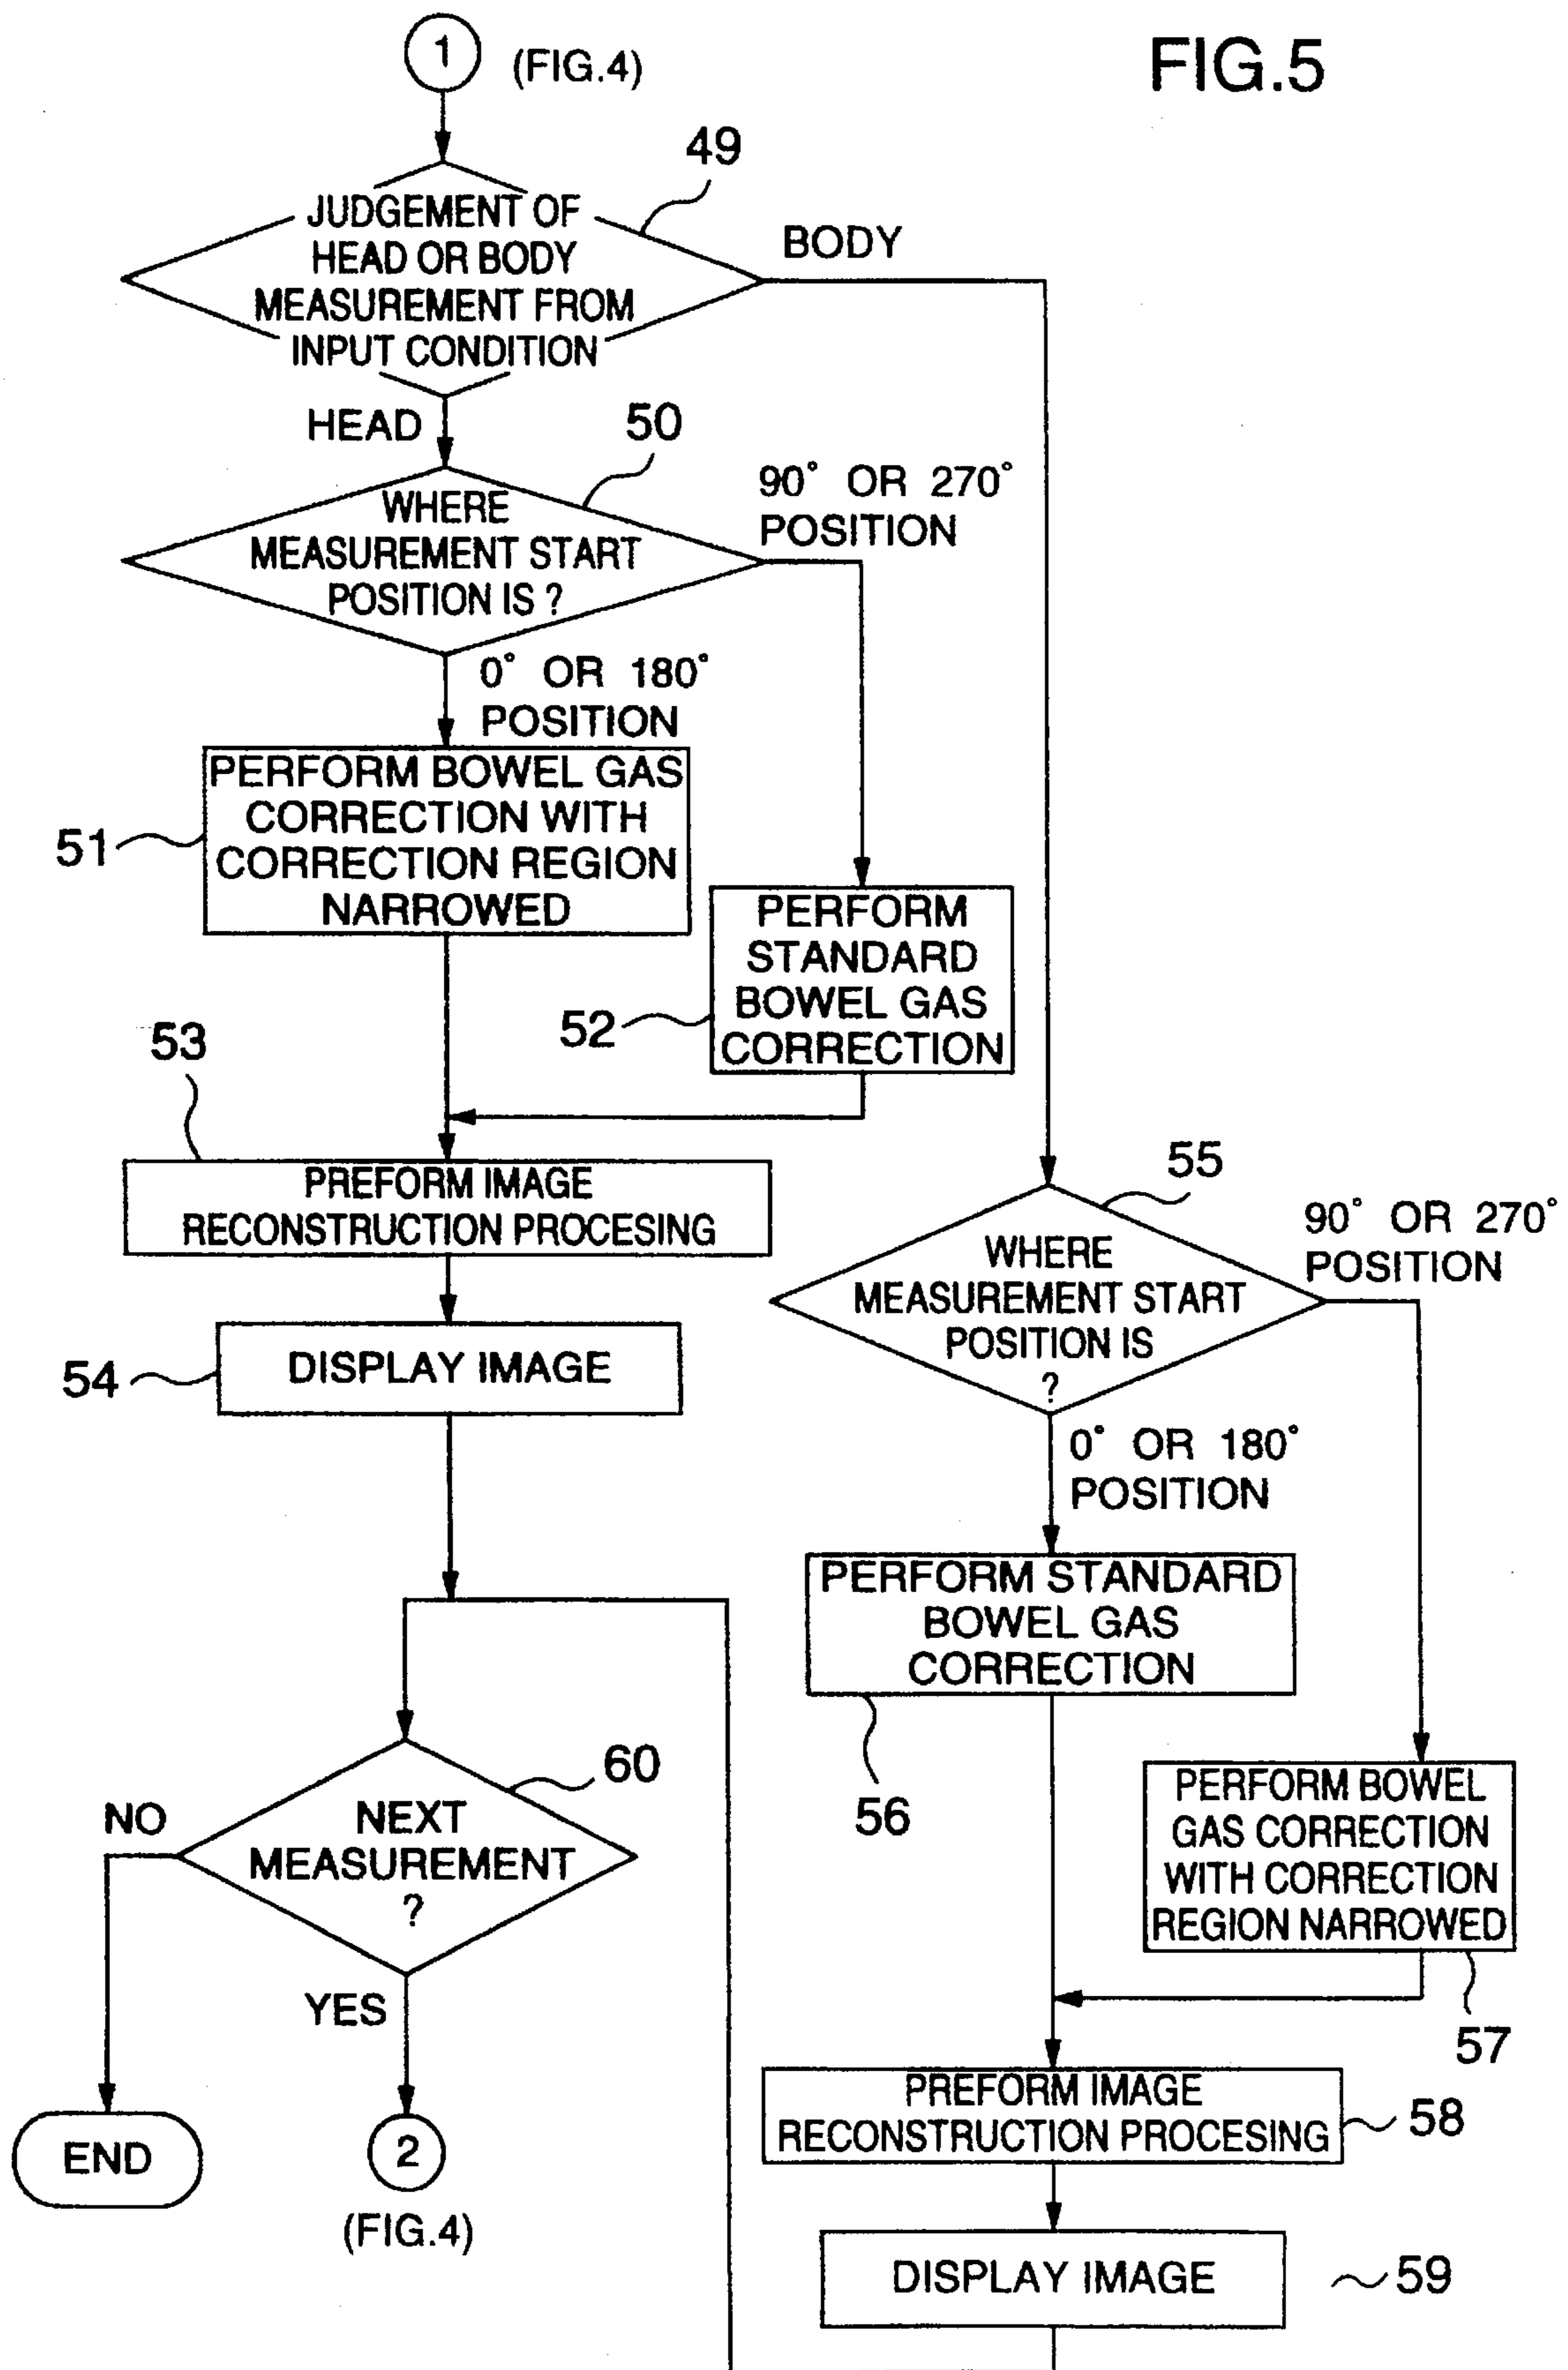 1
(FIG.4)
FIG.5
49
JUDGEMENT OF
HEAD OR BODY
MEASUREMENT FROM
INPUT CONDITION
BODY
HEAD
50
WHERE
MEASUREMENT START
POSITION IS ?
90° OR 270°
POSITION
0° OR 180°
POSITION
51
PERFORM BOWEL GAS
CORRECTION WITH
CORRECTION REGION
NARROWED
52
PERFORM
STANDARD
BOWEL GAS
CORRECTION
53
PREFORM IMAGE
RECONSTRUCTION PROCESING
54
DISPLAY IMAGE
55
WHERE
MEASUREMENT START
POSITION IS
?
90° OR 270°
POSITION
0° OR 180°
POSITION
PERFORM STANDARD
BOWEL GAS
CORRECTION
56
PERFORM BOWEL
GAS CORRECTION
WITH CORRECTION
REGION NARROWED
57
60
NEXT
MEASUREMENT
?
NO
YES
END
2
(FIG.4)
PREFORM IMAGE
RECONSTRUCTION PROCESING
58
DISPLAY IMAGE
59